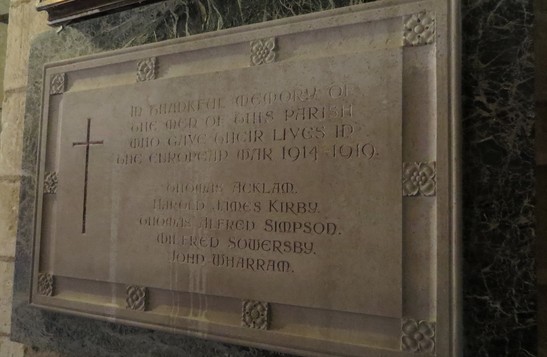 IN THANKFUL MEMORY OF
THE MEN OF THIS PARISH
WHO GAVE THEIR LIVES IN
THE EUROPEAN WAR 1914-1919.
THOMAS ACKLAM.
HAROLD JAMES KIRBY.
THOMAS ALFRED SIMPSON.
WILFRED SOWERSBY.
JOHN WHARRAM.